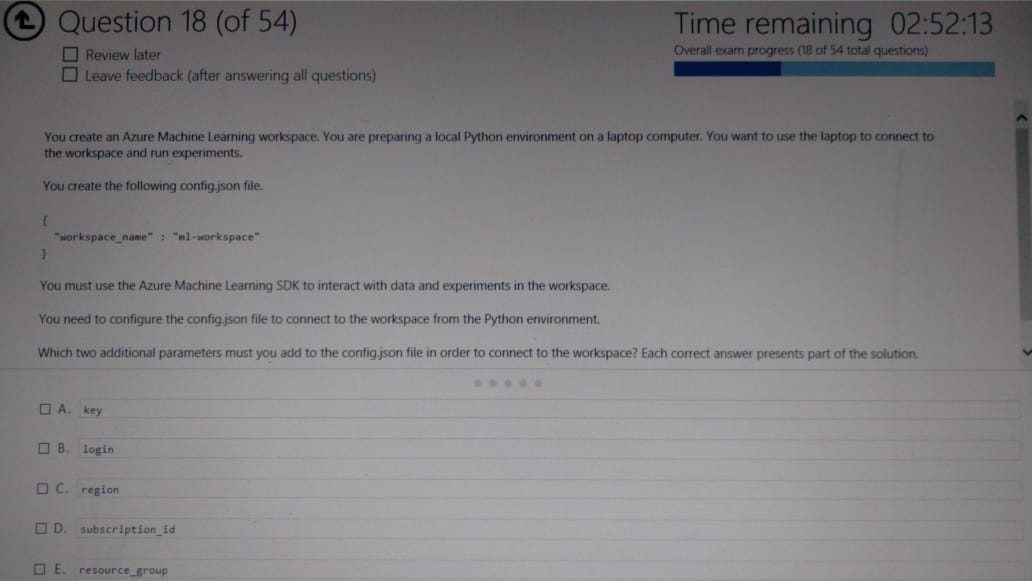 Question 18 (of 54)
Time remaining 02:52:13
Review later
Overall exam progress (18 of 54 total questions)
Leave feedback (after answering all questions)
You create an Azure Machine Learning workspace. You are preparing a local Python environment on a laptop computer. You want to use the laptop to connect to
the workspace and run experiments.
You create the following config.json file.
{
"workspace_name" : "ml-workspace"
}
You must use the Azure Machine Learning SDK to interact with data and experiments in the workspace.
You need to configure the config.json file to connect to the workspace from the Python environment.
Which two additional parameters must you add to the config.json file in order to connect to the workspace? Each correct answer presents part of the solution.
A. key
B. login
C. region
D. subscription_id
E. resource_group